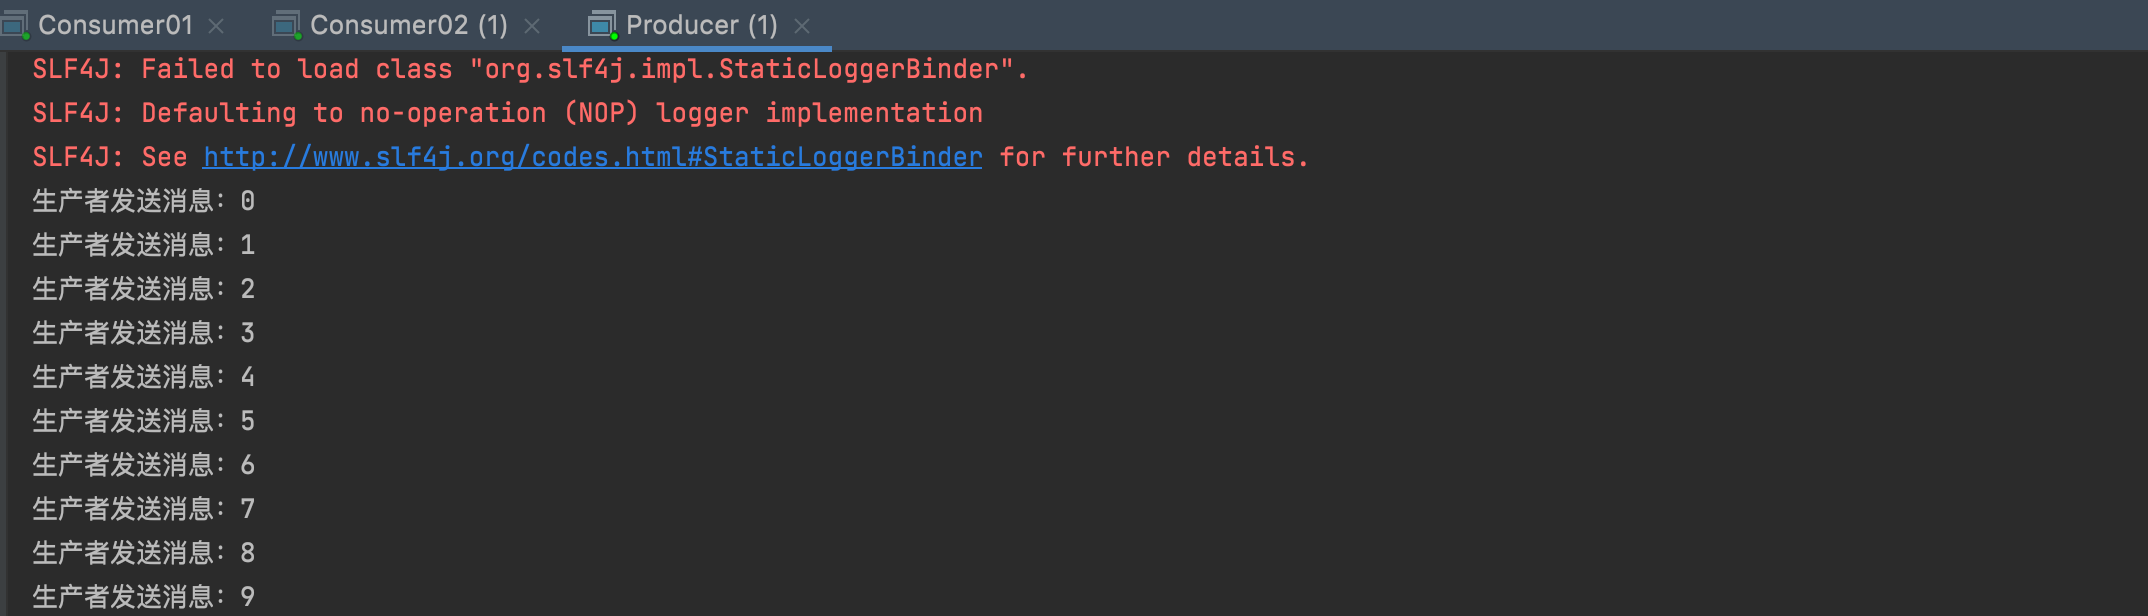 Consumer01 Consumer02 (1) Producer (1)
SLF4J: Failed to load class "org.slf4j.impl.StaticLoggerBinder".
SLF4J: Defaulting to no-operation (NOP) logger implementation
SLF4J: See http://www.slf4j.org/codes.html#StaticLoggerBinder for further details.
生产者发送消息：0
生产者发送消息：1
生产者发送消息：2
生产者发送消息：3
生产者发送消息：4
生产者发送消息：5
生产者发送消息：6
生产者发送消息：7
生产者发送消息：8
生产者发送消息：9